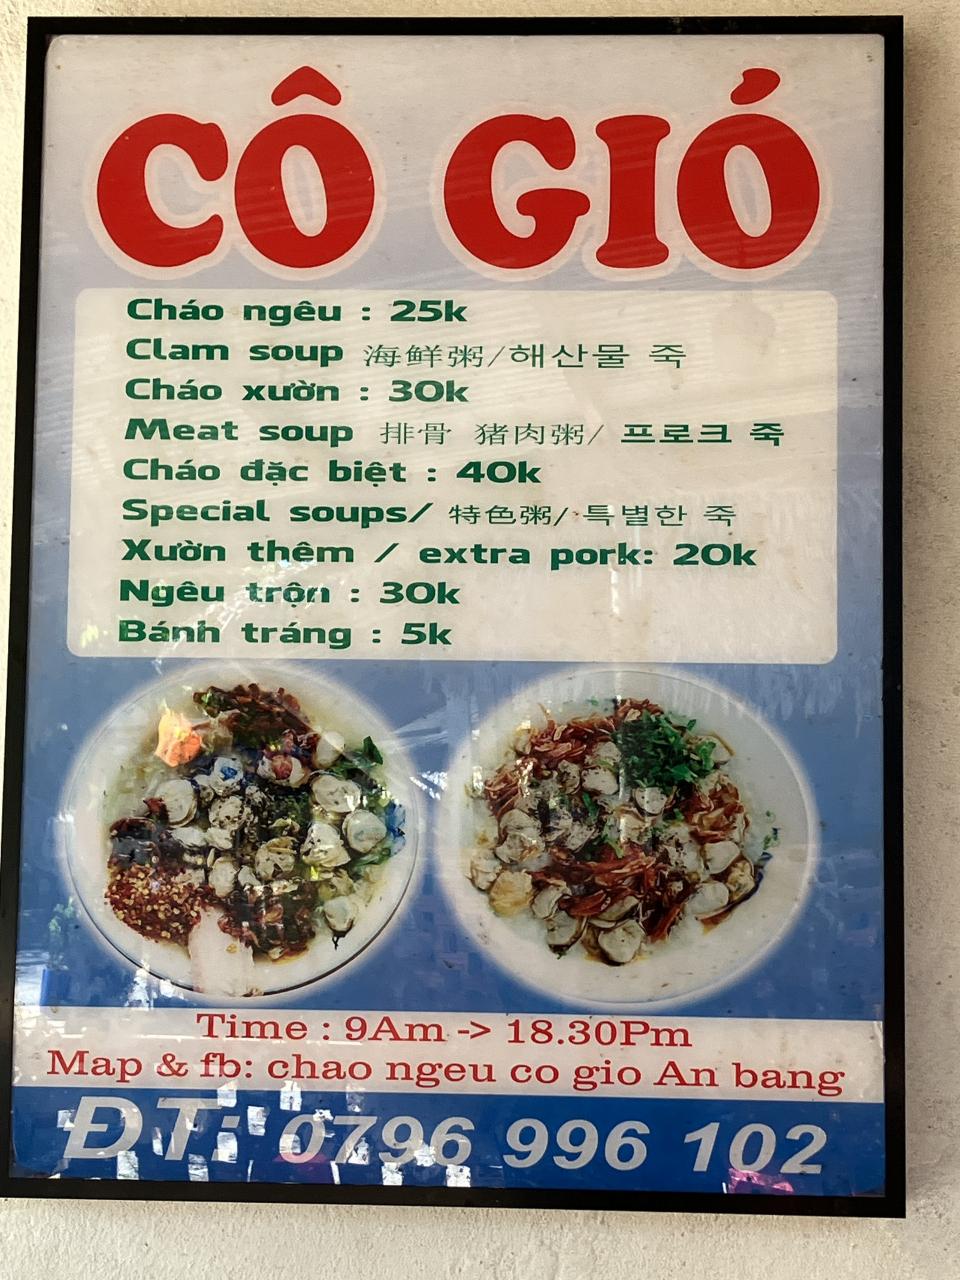 CÔ GIÓ
Cháo ngêu : 25k
Clam soup 海鲜粥/해산물 죽
Cháo xườn : 30k
Meat soup 排骨 猪肉粥/ 프로크 죽
Cháo đặc biệt : 40k
Special soups/ 特色粥/ 특별한 죽
Xườn thêm / extra pork: 20k
Ngêu trộn : 30k
Bánh tráng : 5k
Time : 9Am -> 18.30Pm
Map & fb: chao ngeu co gio An bang
ĐT: 0796 996 102